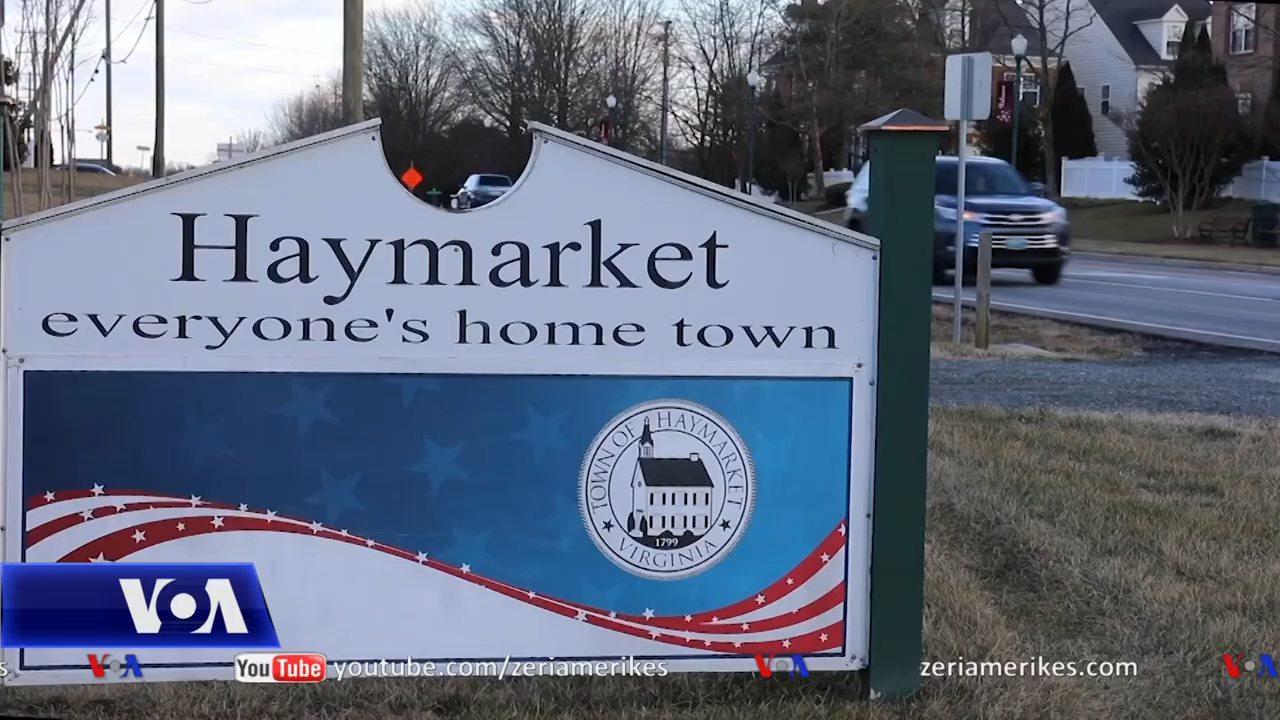 Haymarket
everyone's home town
TOWN OF HAYMARKET
1799
VIRGINIA
VOA
VOA
YouTube youtube.com/zeriamerikes
VOA
zeriamerikes.com
VOA